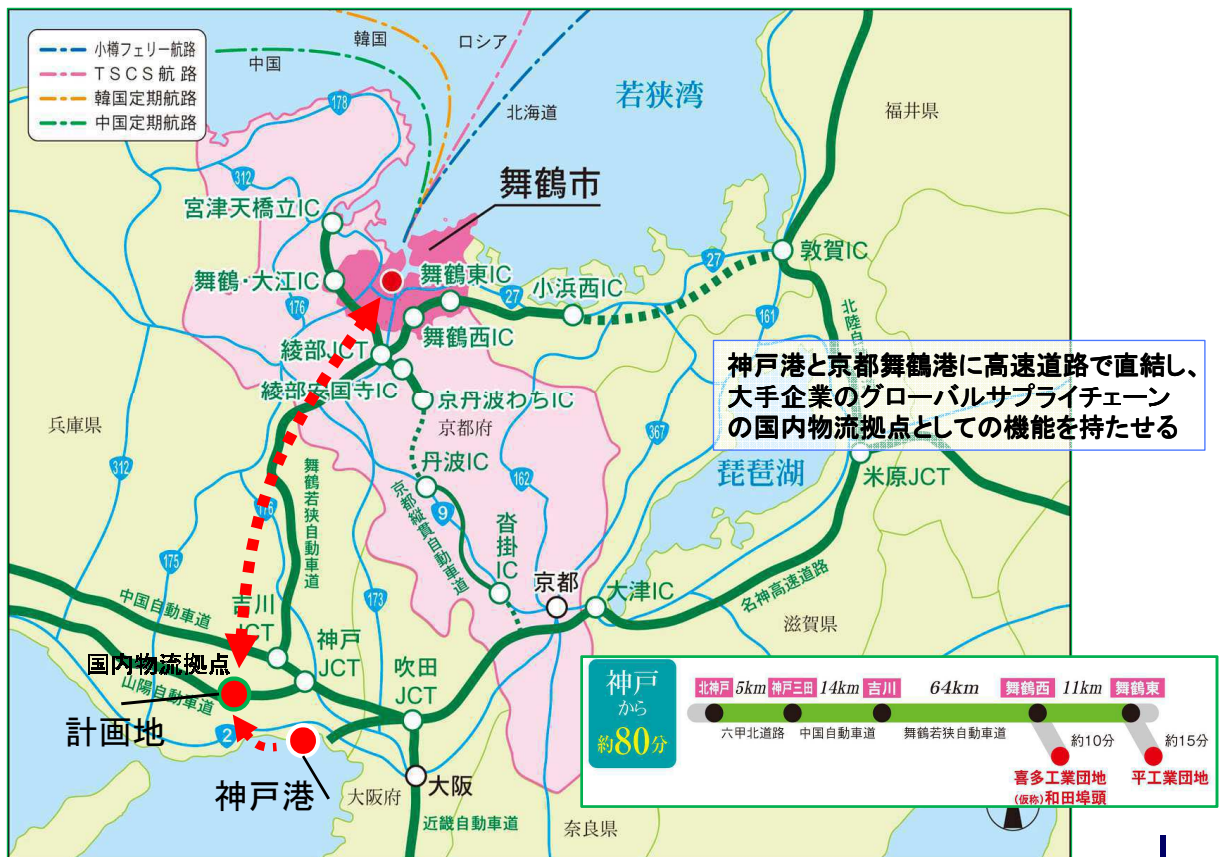 小樽フェリー航路
TSCS航路
韓国定期航路
中国定期航路
韓国
ロシア
中国
北海道
若狭湾
福井県
178
312
舞鶴市
宮津天橋立IC
敦賀IC
舞鶴・大江IC
舞鶴東IC
27
27
小浜西IC
176
161
舞鶴西IC
北陸自
綾部JCT
神戸港と京都舞鶴港に高速道路で直結し、
大手企業のグローバルサプライチェーン
の国内物流拠点としての機能を持たせる
綾部安国寺IC
京丹波わちIC
兵庫県
京都府
367
312
丹波IC
162
琵琶湖
米原JCT
舞鶴若狭自動車道
176
京都縦貫自動車道
9
沓掛IC
175
173
京都
大津IC
名神高速道路
中国自動車道
吉川JCT
滋賀県
神戸JCT
国内物流拠点
吹田JCT
山陽自動車道
計画地
2
神戸港
大阪府
大阪
近畿自動車道
奈良県
神戸
から
約80分
北神戸 5km 神戸三田 14km 吉川 64km 舞鶴西 11km 舞鶴東
六甲北道路 中国自動車道 舞鶴若狭自動車道
約10分 約15分
喜多工業団地 平工業団地
(仮称)和田埠頭